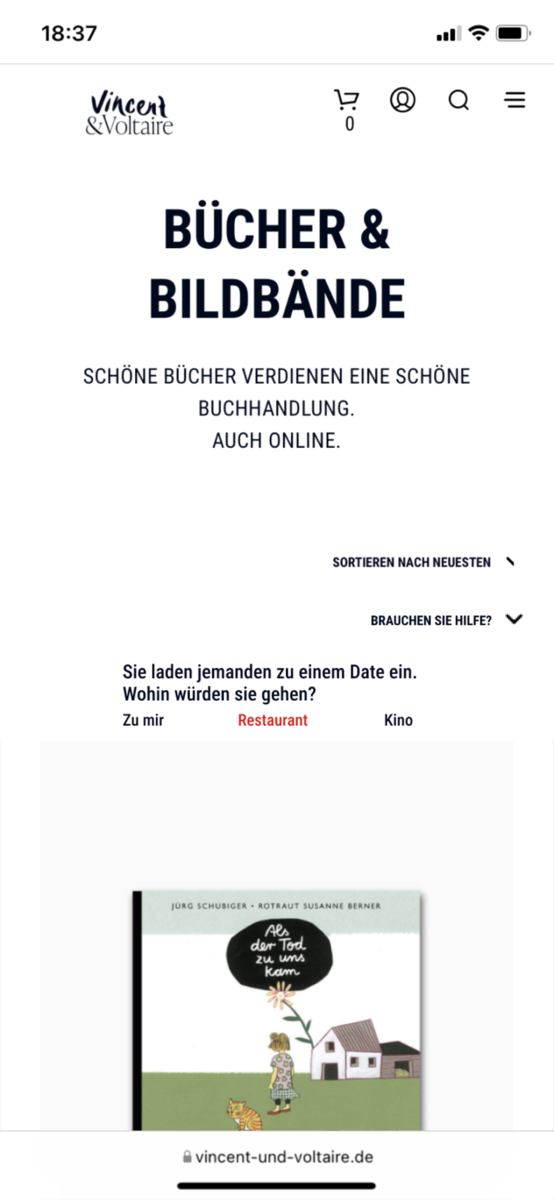 18:37
Vincent
&Voltaire
0
BÜCHER &
BILDBÄNDE
SCHÖNE BÜCHER VERDIENEN EINE SCHÖNE
BUCHHANDLUNG.
AUCH ONLINE.
SORTIEREN NACH NEUESTEN
BRAUCHEN SIE HILFE?
Sie laden jemanden zu einem Date ein.
Wohin würden sie gehen?
Zu mir Restaurant Kino
JÜRG SCHUBIGER • ROTRAUT SUSANNE BERNER
Als
der Tod
zu uns
kam
vincent-und-voltaire.de